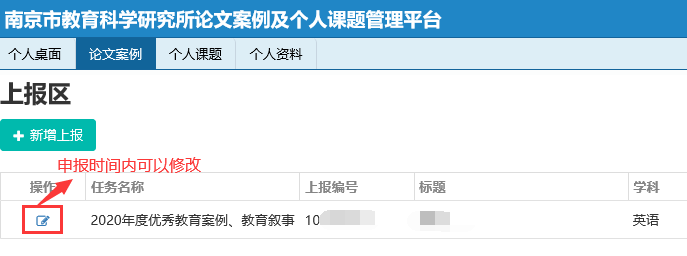 南京市教育科学研究所论文案例及个人课题管理平台
个人桌面 论文案例 个人课题 个人资料
上报区
+ 新增上报
申报时间内可以修改
操作 任务名称 上报编号 标题 学科
2020年度优秀教育案例、教育叙事 10 英语